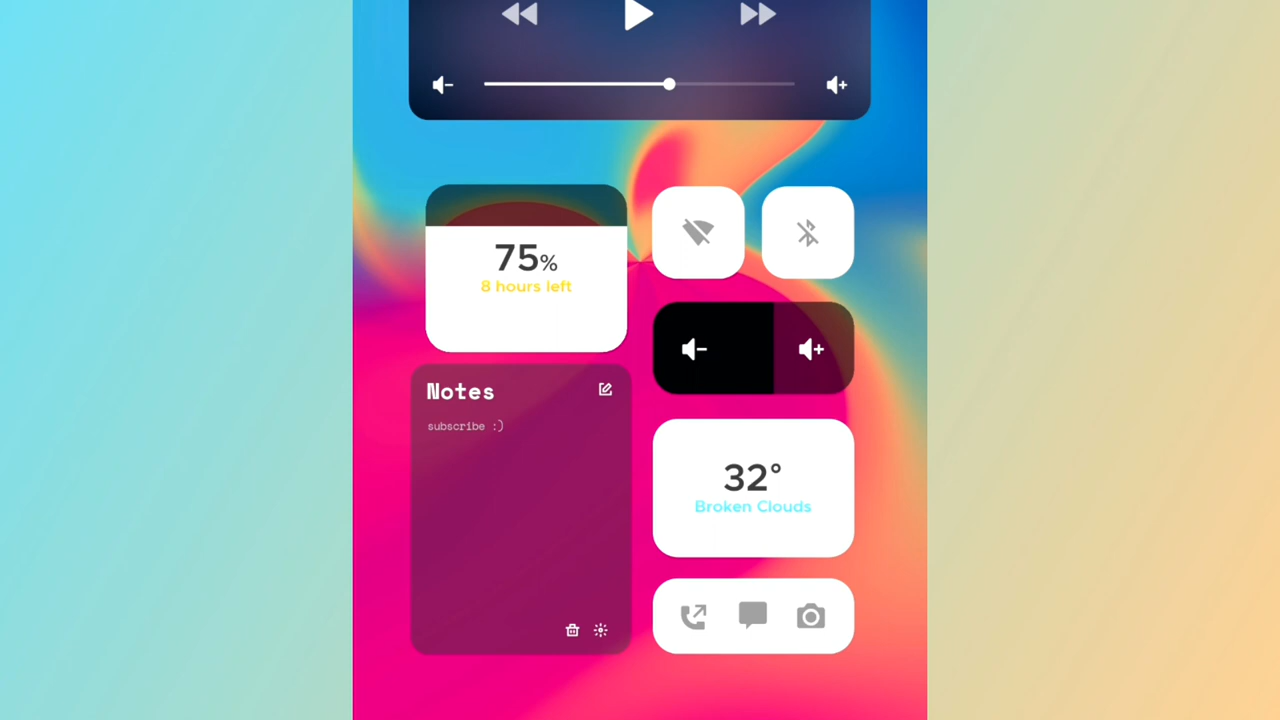 75%
8 hours left
Notes
subscribe :)
32°
Broken Clouds